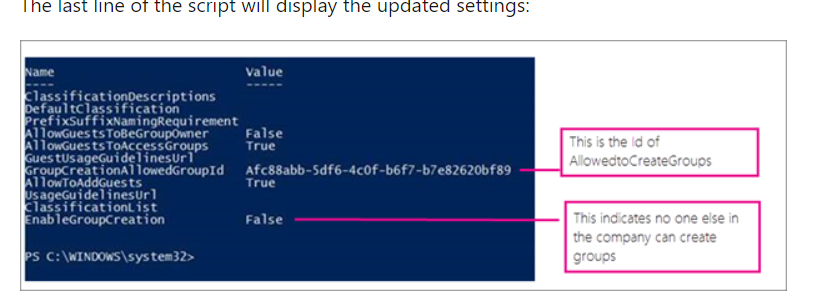 The last line of the script will display the updated settings:
Name Value
---- -----
ClassificationDescriptions
DefaultClassification
PrefixSuffixNamingRequirement
AllowGuestsToBeGroupOwner False
AllowGuestsToAccessGroups True
GuestUsageGuidelinesUrl
GroupCreationAllowedGroupId Afc88abb-5df6-4c0f-b6f7-b7e82620bf89
AllowToAddGuests True
UsageGuidelinesUrl
ClassificationList
EnableGroupCreation False
PS C:\WINDOWS\system32>
This is the Id of
AllowedtoCreateGroups
This indicates no one else in
the company can create
groups